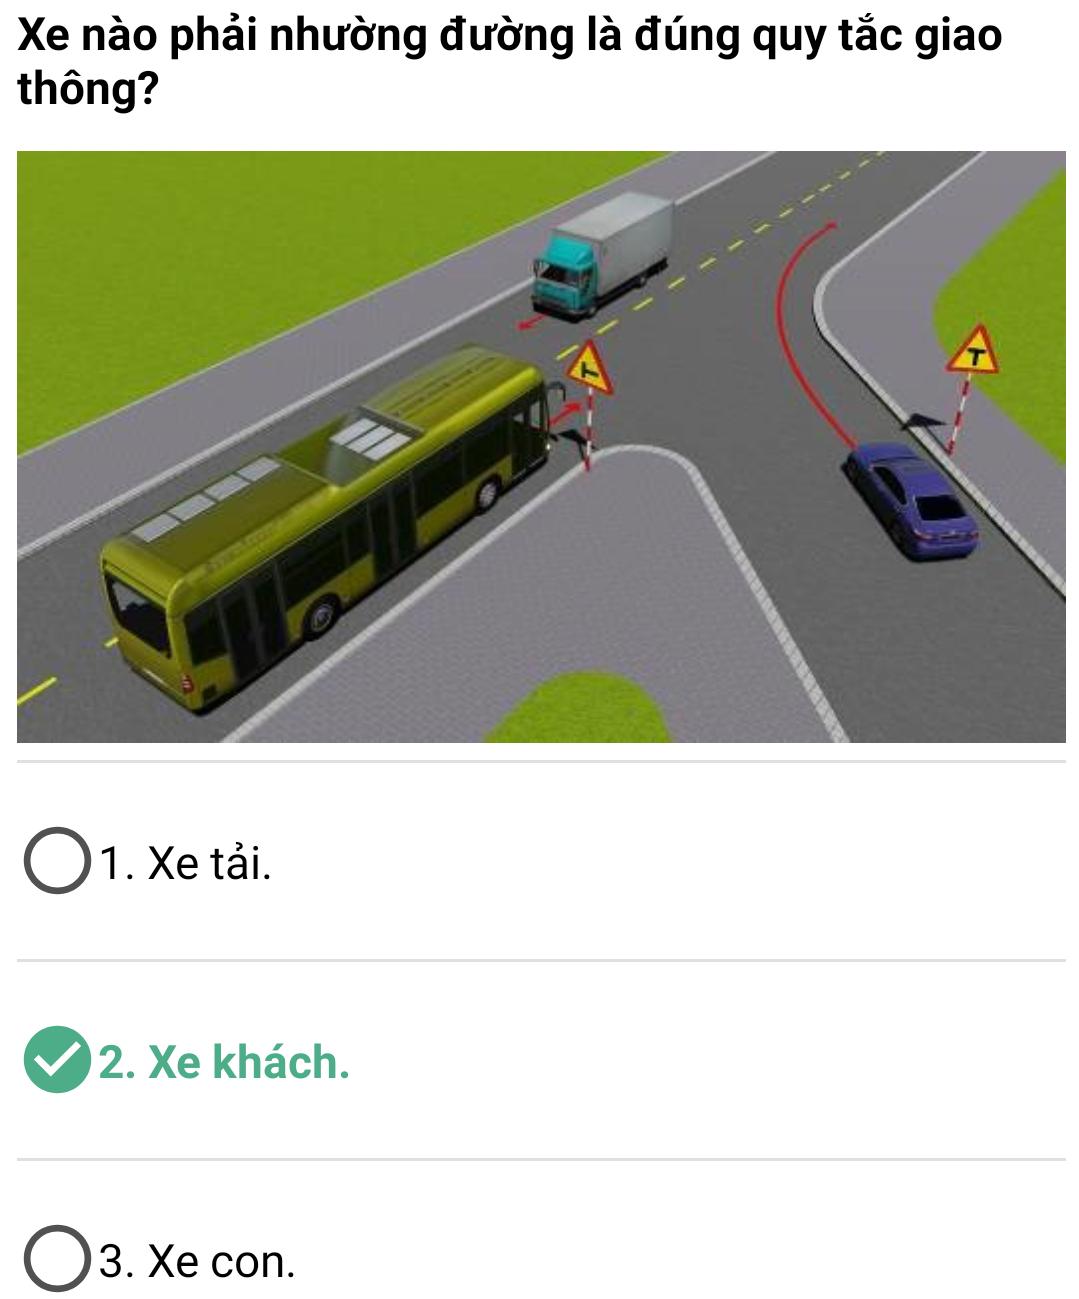 Xe nào phải nhường đường là đúng quy tắc giao
thông?
1. Xe tải.
2. Xe khách.
3. Xe con.